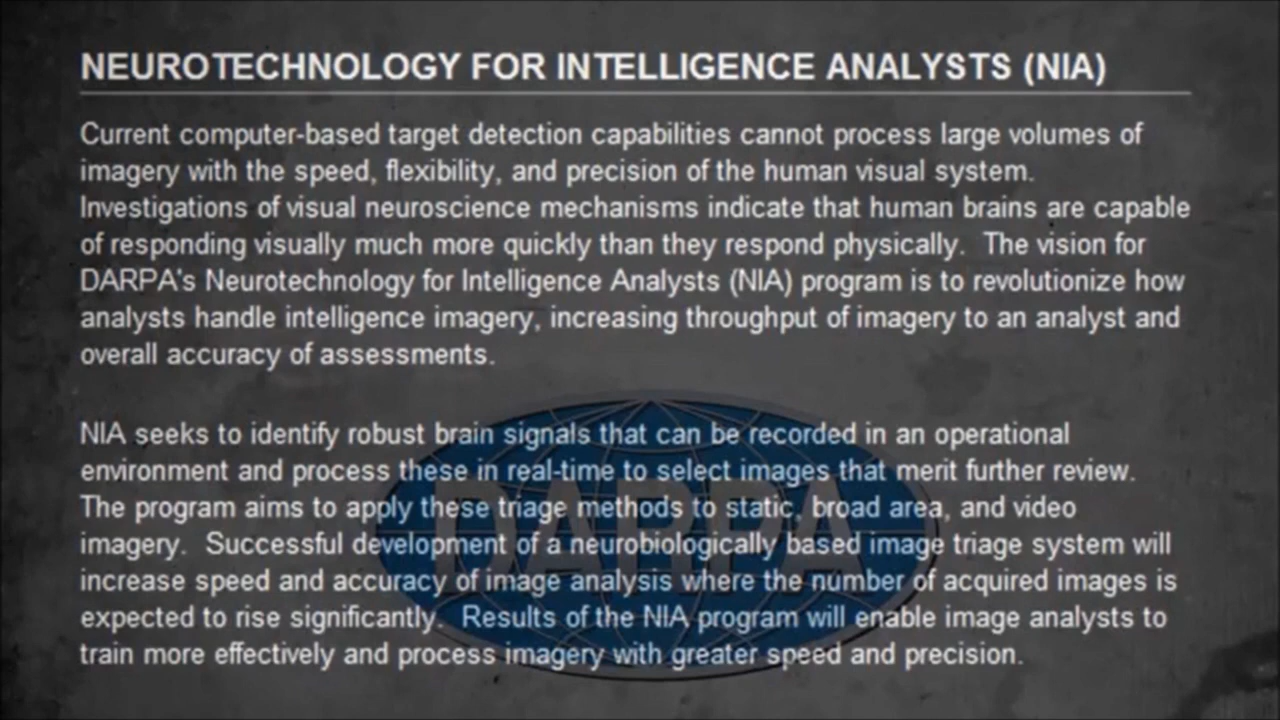 NEUROTECHNOLOGY FOR INTELLIGENCE ANALYSTS (NIA)
Current computer-based target detection capabilities cannot process large volumes of
imagery with the speed, flexibility, and precision of the human visual system.
Investigations of visual neuroscience mechanisms indicate that human brains are capable
of responding visually much more quickly than they respond physically.  The vision for
DARPA's Neurotechnology for Intelligence Analysts (NIA) program is to revolutionize how
analysts handle intelligence imagery, increasing throughput of imagery to an analyst and
overall accuracy of assessments.
NIA seeks to identify robust brain signals that can be recorded in an operational
environment and process these in real-time to select images that merit further review.
The program aims to apply these triage methods to static, broad area, and video
imagery.  Successful development of a neurobiologically based image triage system will
increase speed and accuracy of image analysis where the number of acquired images is
expected to rise significantly.  Results of the NIA program will enable image analysts to
train more effectively and process imagery with greater speed and precision.
DARPA